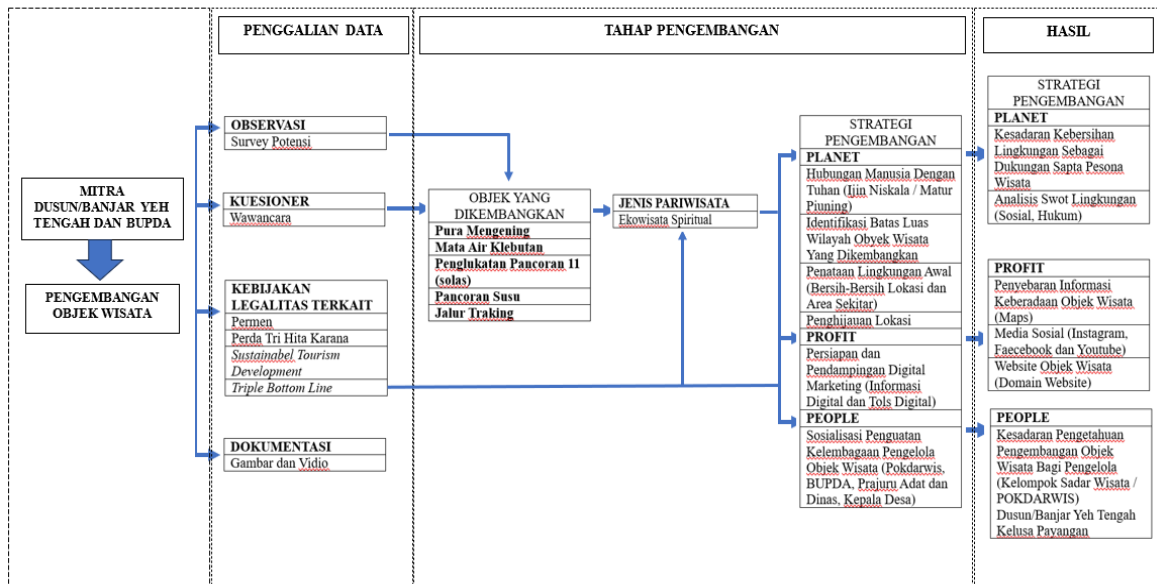 PENGGALIAN DATA
TAHAP PENGEMBANGAN
HASIL
MITRA
DUSUN/BANJAR YEH
TENGAH DAN BUPDA
PENGEMBANGAN
OBJEK WISATA
OBSERVASI
Survey Potensi
KUESIONER
Wawancara
KEBIJAKAN
LEGALITAS TERKAIT
Permen
Perda Tri Hita Karana
Sustainabel Tourism
Development
Triple Bottom Line
DOKUMENTASI
Gambar dan Vidio
OBJEK YANG
DIKEMBANGKAN
Pura Mengening
Mata Air Klebutan
Penglukatan Pancoran 11
(solas)
Pancoran Susu
Jalur Traking
JENIS PARIWISATA
Ekowisata Spiritual
STRATEGI
PENGEMBANGAN
PLANET
Hubungan Manusia Dengan
Tuhan (Ijin Niskala / Matur
Piuning)
Identifikasi Batas Luas
Wilayah Obyek Wisata
Yang Dikembangkan
Penataan Lingkungan Awal
(Bersih-Bersih Lokasi dan
Area Sekitar)
Penghijauan Lokasi
PROFIT
Persiapan dan
Pendampingan Digital
Marketing (Informasi
Digital dan Tols Digital)
PEOPLE
Sosialisasi Penguatan
Kelembagaan Pengelola
Objek Wisata (Pokdarwis,
BUPDA, Prajuru Adat dan
Dinas, Kepala Desa)
STRATEGI
PENGEMBANGAN
PLANET
Kesadaran Kebersihan
Lingkungan Sebagai
Dukungan Sapta Pesona
Wisata
Analisis Swot Lingkungan
(Sosial, Hukum)
PROFIT
Penyebaran Informasi
Keberadaan Objek Wisata
(Maps)
Media Sosial (Instagram,
Faecebook dan Youtube)
Website Objek Wisata
(Domain Website)
PEOPLE
Kesadaran Pengetahuan
Pengembangan Objek
Wisata Bagi Pengelola
(Kelompok Sadar Wisata /
POKDARWIS)
Dusun/Banjar Yeh Tengah
Kelusa Payangan